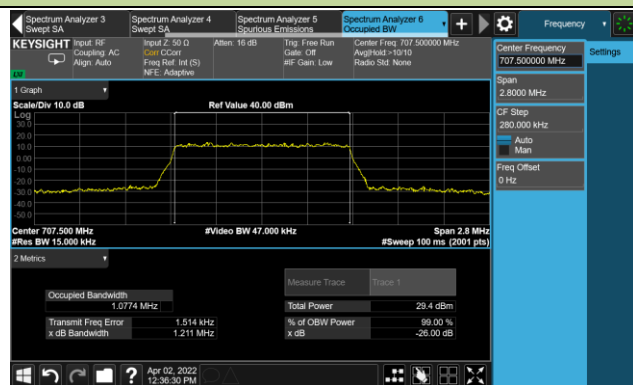 Spectrum Analyzer 3
Swept SA
Spectrum Analyzer 4
Swept SA
Spectrum Analyzer 5
Spurious Emissions
Spectrum Analyzer 6
Occupied BW
Frequency
KEYSIGHT
Input: RF
Coupling: AC
Align: Auto
Input Z: 50 Ω
Corr CCorr
Freq Ref: Int (S)
NFE: Adaptive
Atten: 16 dB
Trig: Free Run
Gate: Off
#IF Gain: Low
Center Freq: 707.500000 MHz
Avg|Hold:>10/10
Radio Std: None
LXI
Center Frequency
707.500000 MHz
Settings
Span
2.8000 MHz
CF Step
280.000 kHz
Auto
Man
Freq Offset
0 Hz
1 Graph
Scale/Div 10.0 dB
Ref Value 40.00 dBm
Log
30.0
20.0
10.0
0.00
-10.0
-20.0
-30.0
-40.0
-50.0
Center 707.500 MHz
#Video BW 47.000 kHz
Span 2.8 MHz
#Res BW 15.000 kHz
#Sweep 100 ms (2001 pts)
2 Metrics
Measure Trace
Trace 1
Occupied Bandwidth
1.0774 MHz
Total Power
29.4 dBm
Transmit Freq Error
1.514 kHz
% of OBW Power
99.00 %
x dB Bandwidth
1.211 MHz
x dB
-26.00 dB
?
Apr 02, 2022
12:36:30 PM